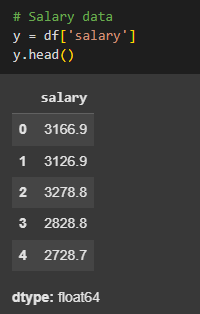 # Salary data
y = df['salary']
y.head()
salary
0 3166.9
1 3126.9
2 3278.8
3 2828.8
4 2728.7
dtype: float64